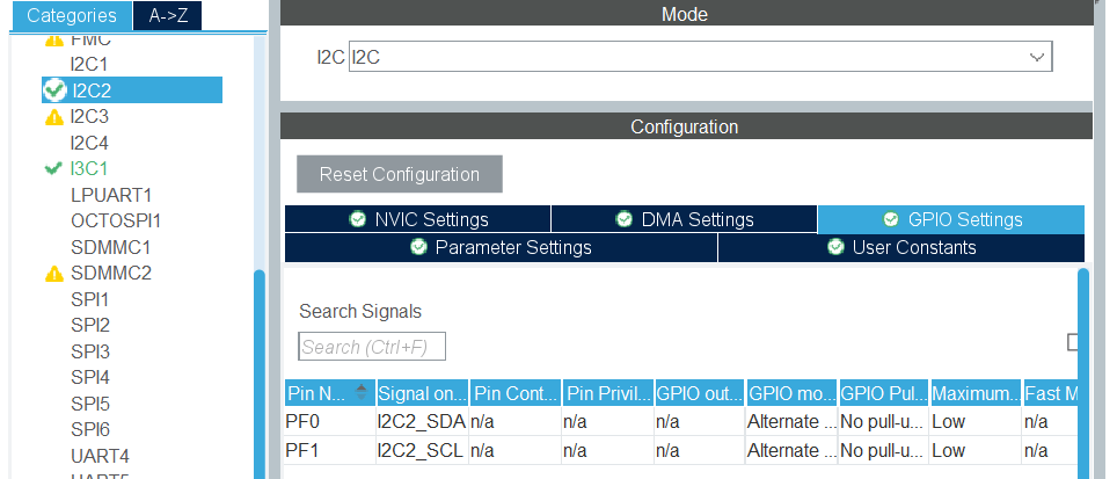 Categories A->Z
FMC
I2C1
I2C2
I2C3
I2C4
I3C1
LPUART1
OCTOSPI1
SDMMC1
SDMMC2
SPI1
SPI2
SPI3
SPI4
SPI5
SPI6
UART4
UART5
Mode
I2C I2C
Configuration
Reset Configuration
NVIC Settings DMA Settings GPIO Settings
Parameter Settings User Constants
Search Signals
Search (Ctrl+F)
Pin N... Signal on... Pin Cont... Pin Privil... GPIO out... GPIO mo... GPIO Pul... Maximum... Fast M
PF0 I2C2_SDA n/a n/a n/a Alternate ... No pull-u... Low n/a
PF1 I2C2_SCL n/a n/a n/a Alternate ... No pull-u... Low n/a